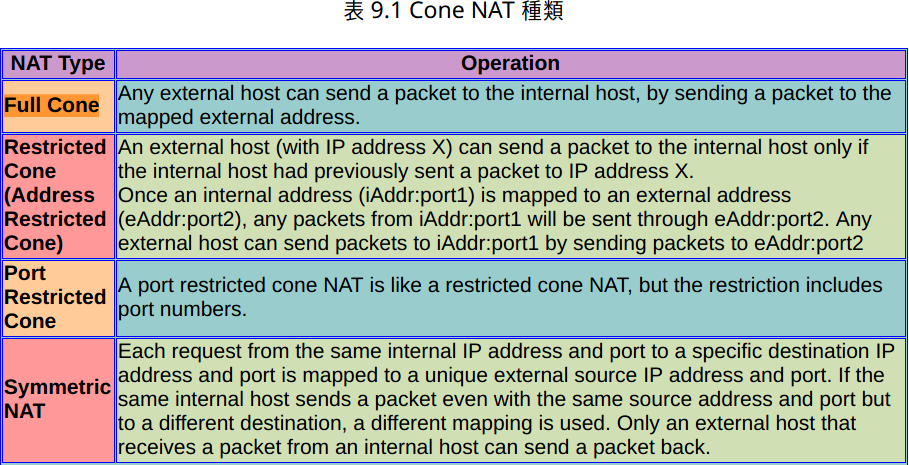 表 9.1 Cone NAT 種類
NAT Type
Operation
Full Cone
Any external host can send a packet to the internal host, by sending a packet to the
mapped external address.
Restricted
Cone
(Address
Restricted
Cone)
An external host (with IP address X) can send a packet to the internal host only if
the internal host had previously sent a packet to IP address X.
Once an internal address (iAddr:port1) is mapped to an external address
(eAddr:port2), any packets from iAddr:port1 will be sent through eAddr:port2. Any
external host can send packets to iAddr:port1 by sending packets to eAddr:port2
Port
Restricted
Cone
A port restricted cone NAT is like a restricted cone NAT, but the restriction includes
port numbers.
Symmetric
NAT
Each request from the same internal IP address and port to a specific destination IP
address and port is mapped to a unique external source IP address and port. If the
same internal host sends a packet even with the same source address and port but
to a different destination, a different mapping is used. Only an external host that
receives a packet from an internal host can send a packet back.